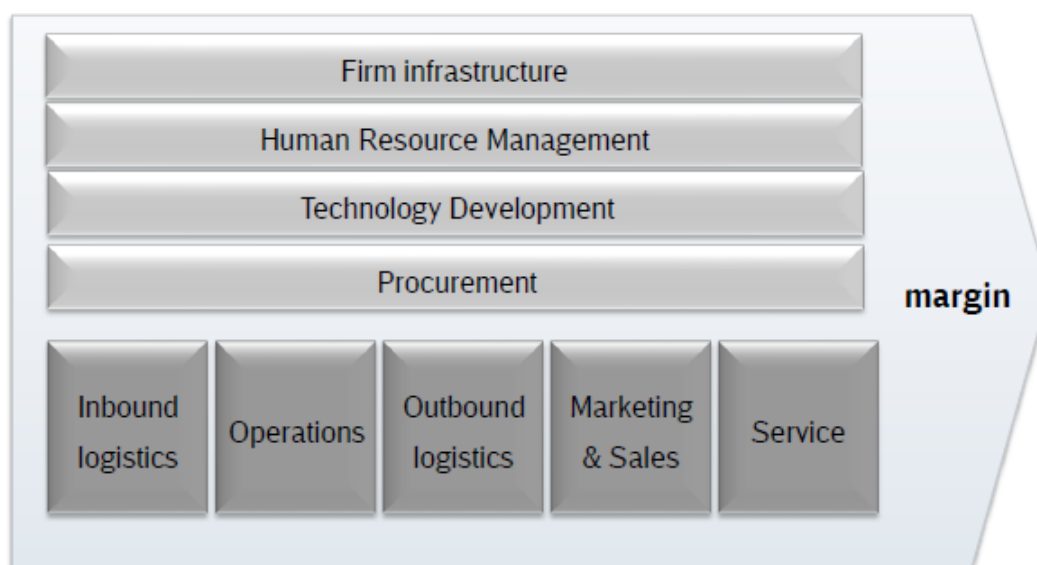 Firm infrastructure
Human Resource Management
Technology Development
Procurement
margin
Inbound
logistics
Operations
Outbound
logistics
Marketing
& Sales
Service